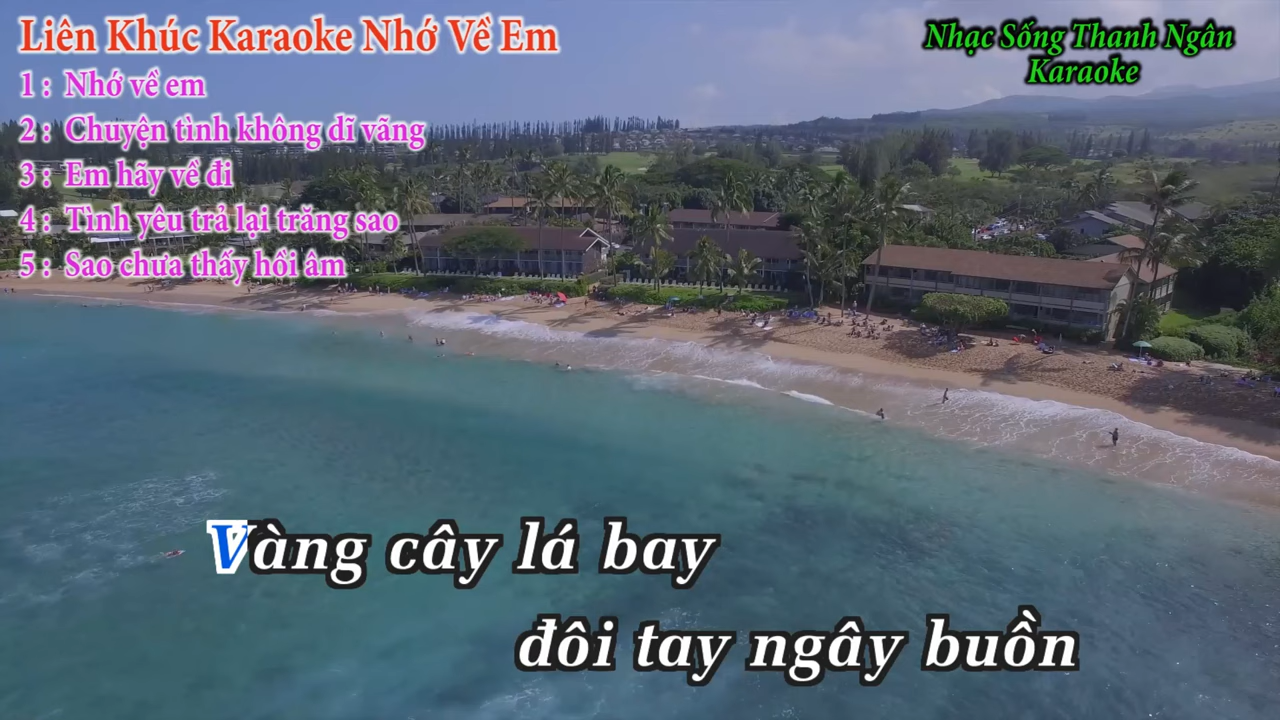 Liên Khúc Karaoke Nhớ Về Em
1 : Nhớ về em
2 : Chuyện tình không dĩ vãng
3 : Em hãy về đi
4 : Tình yêu trả lại trăng sao
5 : Sao chưa thấy hồi âm
Nhạc Sống Thanh Ngân
Karaoke
Vàng cây lá bay
đôi tay ngây buồn